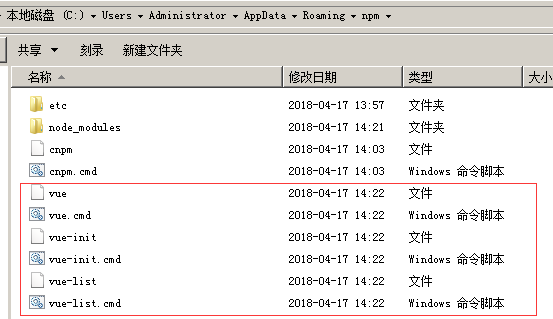 本地磁盘 (C:) ▸ Users ▸ Administrator ▸ AppData ▸ Roaming ▸ npm ▸
共享 刻录 新建文件夹
名称 修改日期 类型 大小
etc 2018-04-17 13:57 文件夹
node_modules 2018-04-17 14:21 文件夹
cnpm 2018-04-17 14:03 文件
cnpm.cmd 2018-04-17 14:03 Windows 命令脚本
vue 2018-04-17 14:22 文件
vue.cmd 2018-04-17 14:22 Windows 命令脚本
vue-init 2018-04-17 14:22 文件
vue-init.cmd 2018-04-17 14:22 Windows 命令脚本
vue-list 2018-04-17 14:22 文件
vue-list.cmd 2018-04-17 14:22 Windows 命令脚本